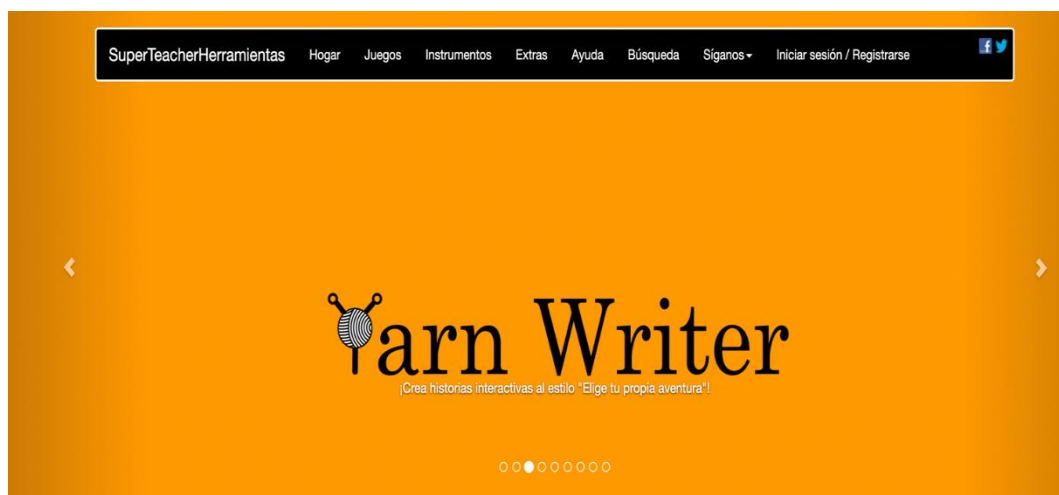 SuperTeacherHerramientas Hogar Juegos Instrumentos Extras Ayuda Búsqueda Síganos Iniciar sesión / Registrarse
Yarn Writer
¡Crea historias interactivas al estilo "Elige tu propia aventura"!